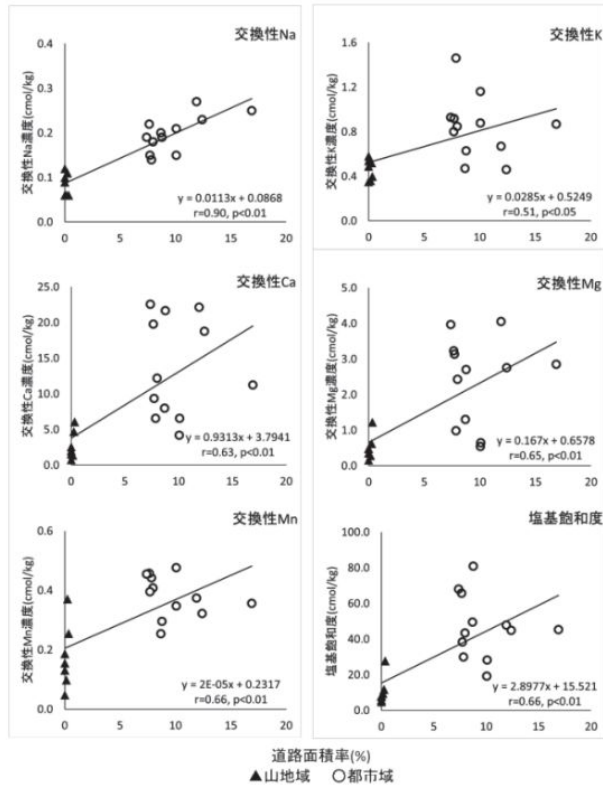 交換性Na
交換性Na濃度(cmol/kg)
0.4
0.3
0.2
0.1
0.0
0 5 10 15 20
y = 0.0113x + 0.0868
r=0.90, p<0.01
交換性K
交換性K濃度(cmol/kg)
1.6
1.2
0.8
0.4
0.0
0 5 10 15 20
y = 0.0285x + 0.5249
r=0.51, p<0.05
交換性Ca
交換性Ca濃度(cmol/kg)
25.0
20.0
15.0
10.0
5.0
0.0
0 5 10 15 20
y = 0.9313x + 3.7941
r=0.63, p<0.01
交換性Mg
交換性Mg濃度(cmol/kg)
5.0
4.0
3.0
2.0
1.0
0.0
0 5 10 15 20
y = 0.167x + 0.6578
r=0.65, p<0.01
交換性Mn
交換性Mn濃度(cmol/kg)
0.6
0.4
0.2
0.0
0 5 10 15 20
y = 2E-05x + 0.2317
r=0.66, p<0.01
塩基飽和度
塩基飽和度(cmol/kg)
100.0
80.0
60.0
40.0
20.0
0.0
0 5 10 15 20
y = 2.8977x + 15.521
r=0.66, p<0.01
道路面積率(%)
▲山地域 ○都市域